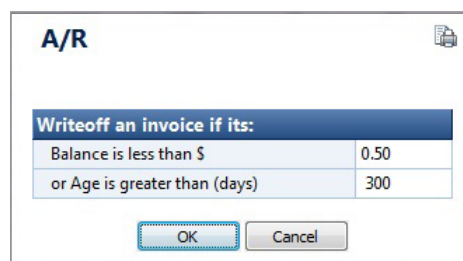 A/R
Writeoff an invoice if its:
Balance is less than $ 0.50
or Age is greater than (days) 300
OK Cancel